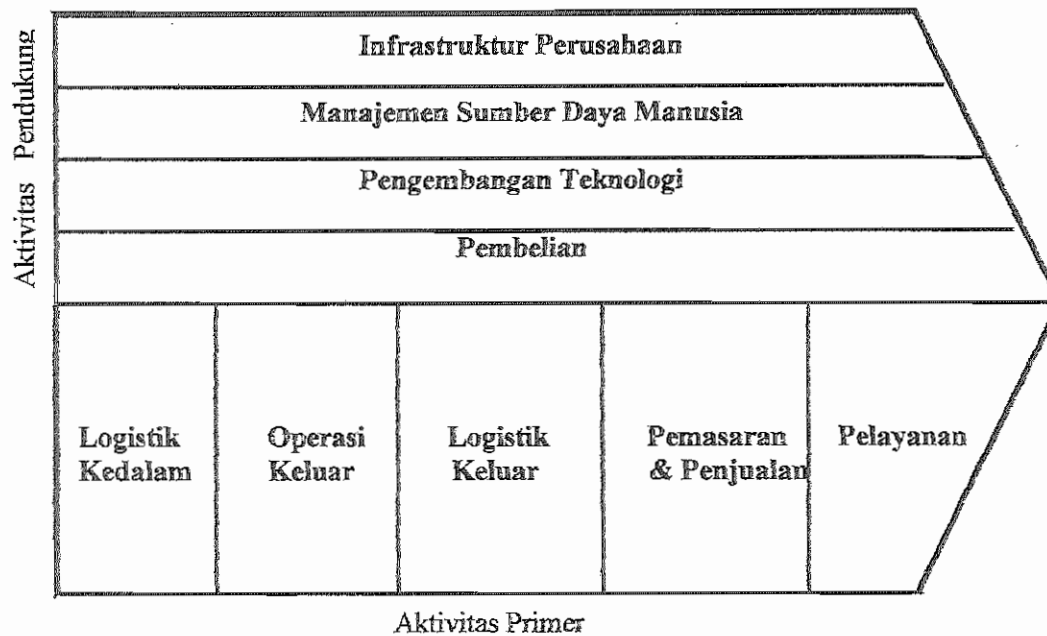 Aktivitas Pendukung
Infrastruktur Perusahaan
Manajemen Sumber Daya Manusia
Pengembangan Teknologi
Pembelian
Logistik
Kedalam
Operasi
Keluar
Logistik
Keluar
Pemasaran
& Penjualan
Pelayanan
Aktivitas Primer